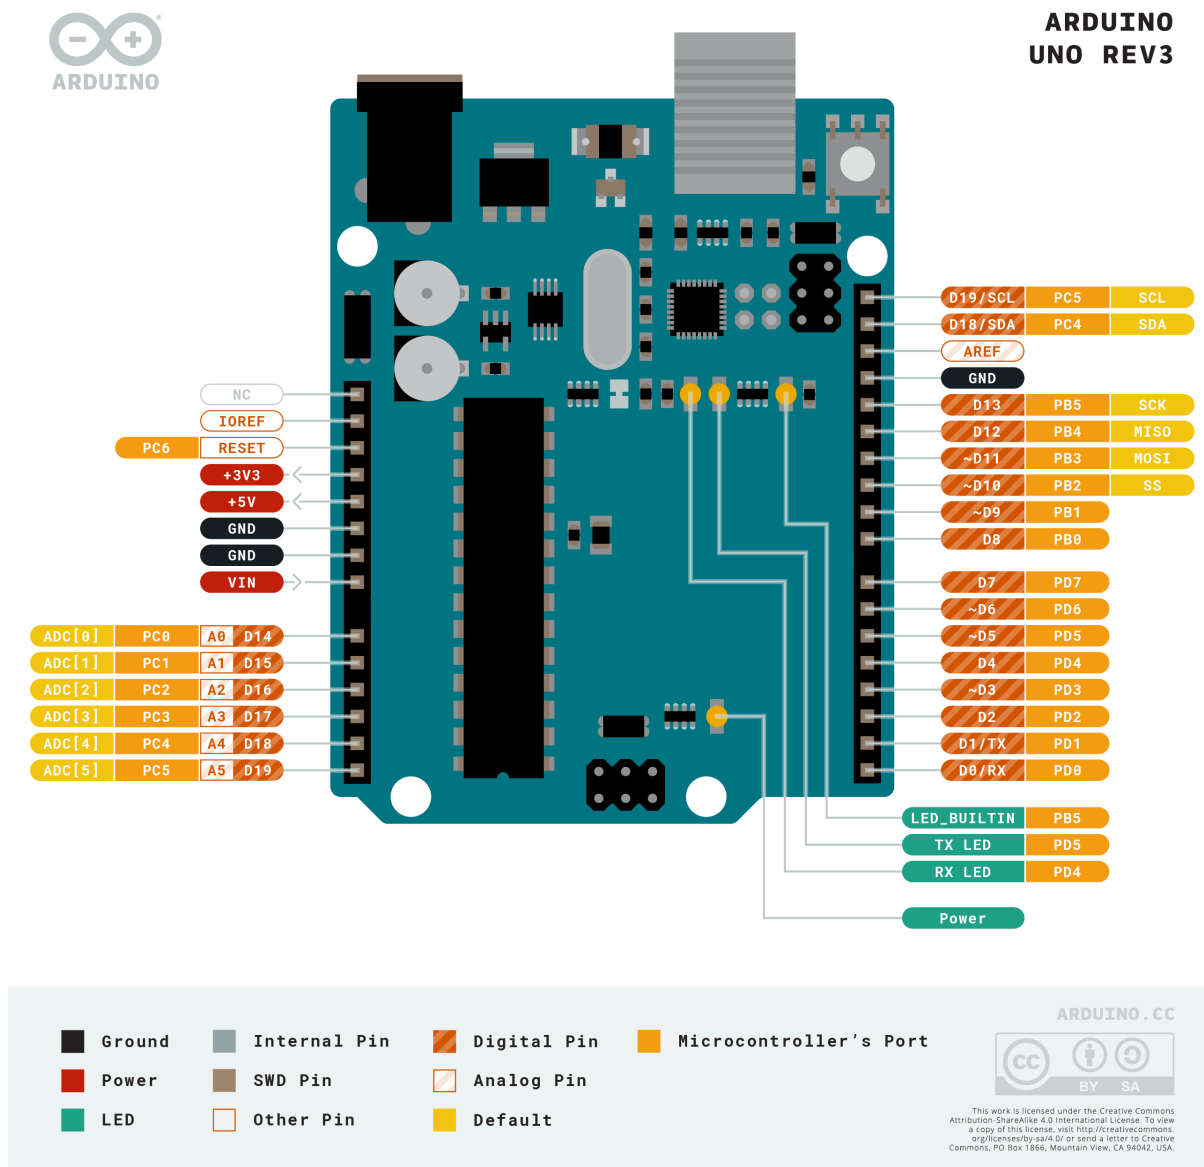 ARDUINO
ARDUINO
UNO REV3
D19/SCL PC5 SCL
D18/SDA PC4 SDA
AREF
GND
D13 PB5 SCK
D12 PB4 MISO
~D11 PB3 MOSI
~D10 PB2 SS
~D9 PB1
D8 PB0
D7 PD7
~D6 PD6
~D5 PD5
D4 PD4
~D3 PD3
D2 PD2
D1/TX PD1
D0/RX PD0
NC
IOREF
PC6 RESET
+3V3
+5V
GND
GND
VIN
ADC[0] PC0 A0 D14
ADC[1] PC1 A1 D15
ADC[2] PC2 A2 D16
ADC[3] PC3 A3 D17
ADC[4] PC4 A4 D18
ADC[5] PC5 A5 D19
LED_BUILTIN PB5
TX LED PD5
RX LED PD4
Power
Ground
Power
LED
Internal Pin
SWD Pin
Other Pin
Digital Pin
Analog Pin
Default
Microcontroller's Port
ARDUINO.CC
cc
BY SA
This work is licensed under the Creative Commons
Attribution-ShareAlike 4.0 International License. To view
a copy of this license, visit http://creativecommons.
org/licenses/by-sa/4.0/ or send a letter to Creative
Commons, PO Box 1866, Mountain View, CA 94042, USA.